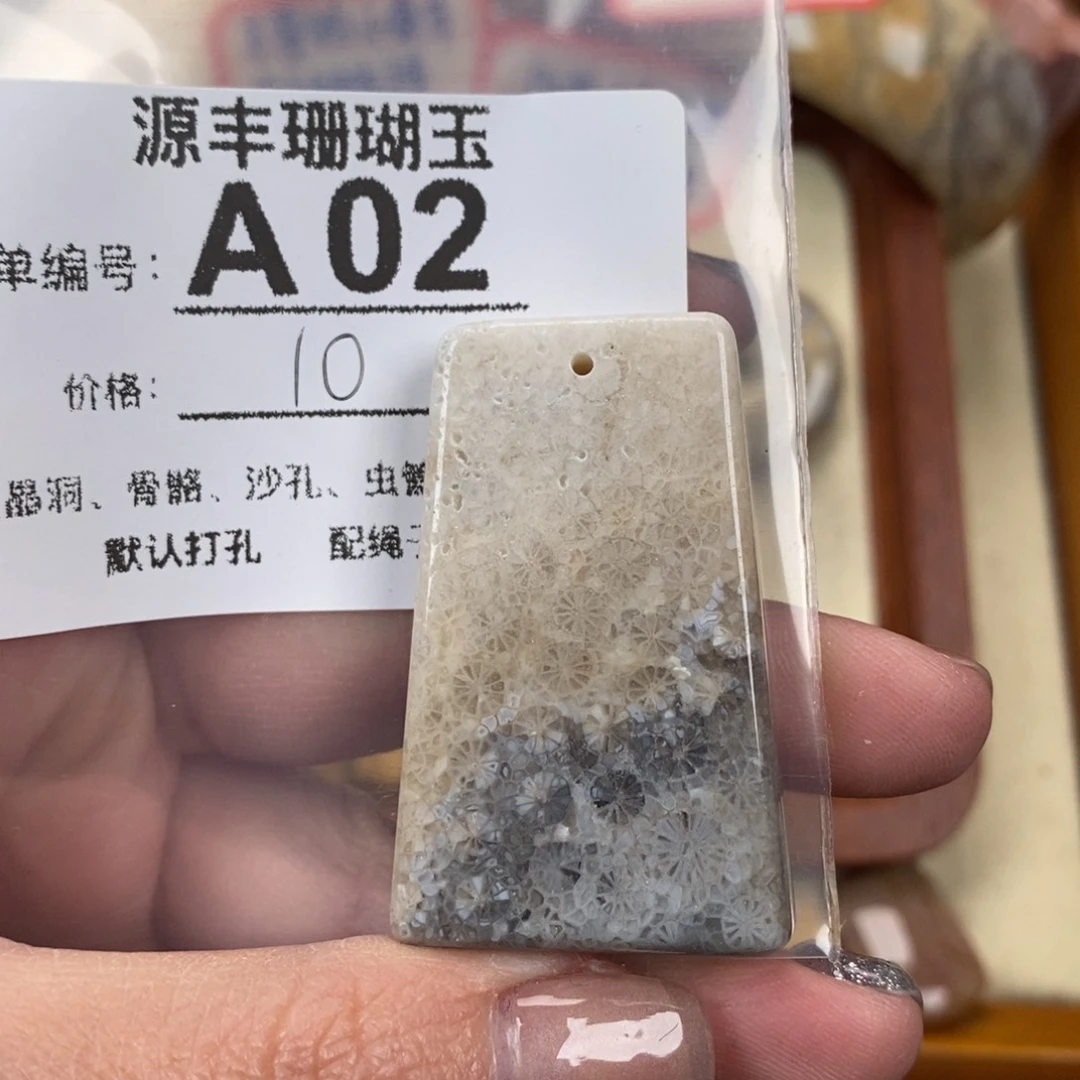 源丰珊瑚玉
A02
单编号：
价格： 10
晶洞、骨骼、沙孔、虫
默认打孔 配绳